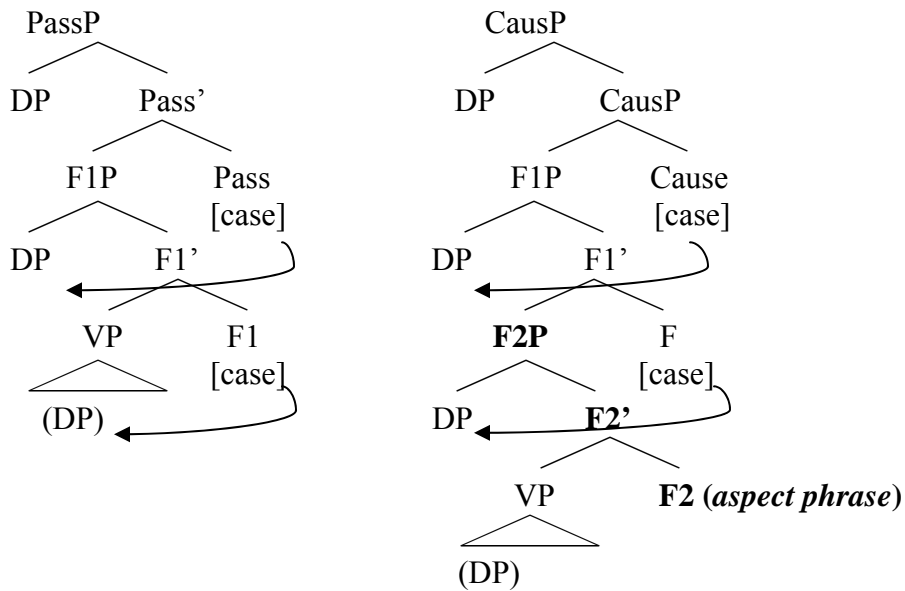 PassP CausP
DP Pass’ DP CausP
F1P Pass F1P Cause
[case] [case]
DP F1’ DP F1’
VP F1 F2P F
[case] [case]
(DP) DP F2’
VP F2 (aspect phrase)
(DP)